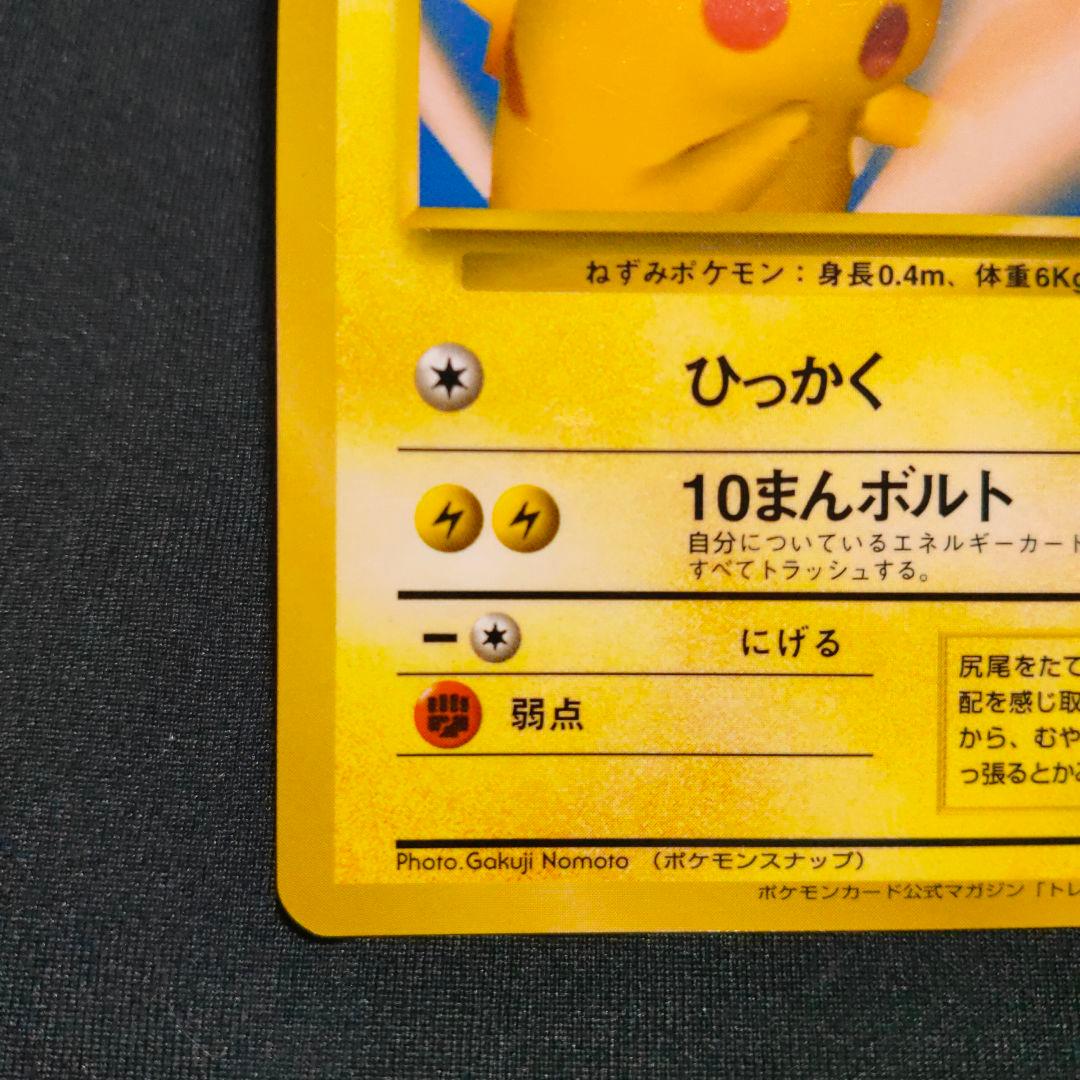 ねずみポケモン：身長0.4m、体重6Kg
ひっかく
10まんボルト
自分についているエネルギーカード
すべてトラッシュする。
にげる
弱点
尻尾をたて
配を感じ取
から、むや
っ張るとか
Photo.Gakuji Nomoto （ポケモンスナップ）
ポケモンカード公式マガジン「トレ